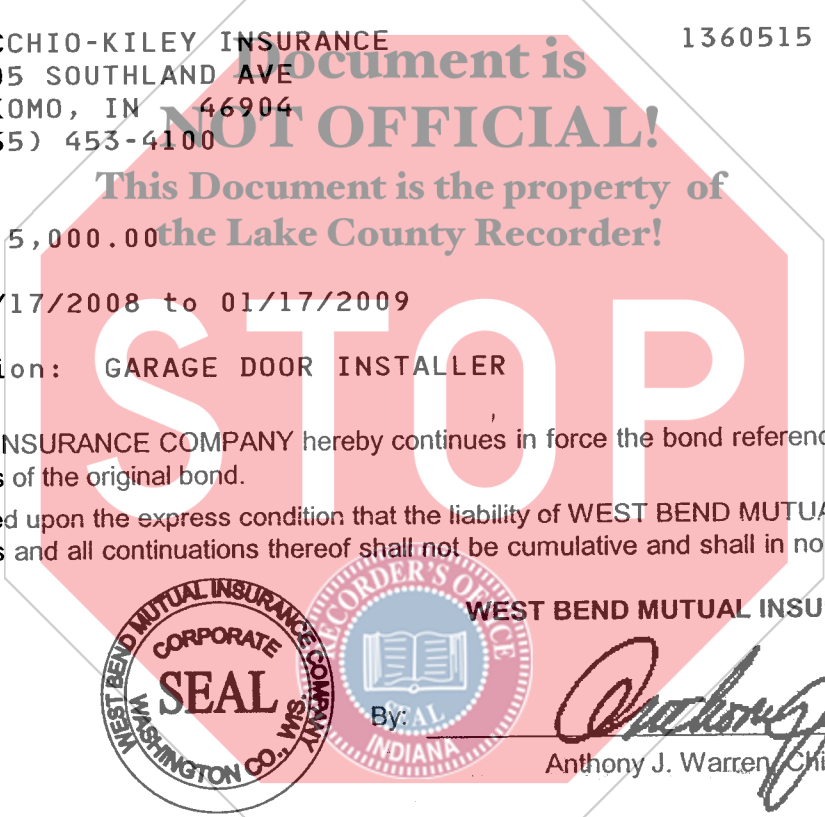 CCHIO-KILEY INSURANCE 1360515
5 SOUTHLAND AVE
KOMO, IN 46904
5) 453-4100
Document is
NOT OFFICIAL!
This Document is the property of
the Lake County Recorder!
5,000.00
/17/2008 to 01/17/2009
ion: GARAGE DOOR INSTALLER
STOP
INSURANCE COMPANY hereby continues in force the bond referenc
s of the original bond.
ed upon the express condition that the liability of WEST BEND MUTUA
s and all continuations thereof shall not be cumulative and shall in no
WEST BEND MUTUAL INSURANCE COMPANY
CORPORATE
SEAL
WASHINGTON CO., WIS.
RECORDER'S OFFICE
SEAL
INDIANA
WEST BEND MUTUAL INSU
By:
Anthony J. Warren, Chi